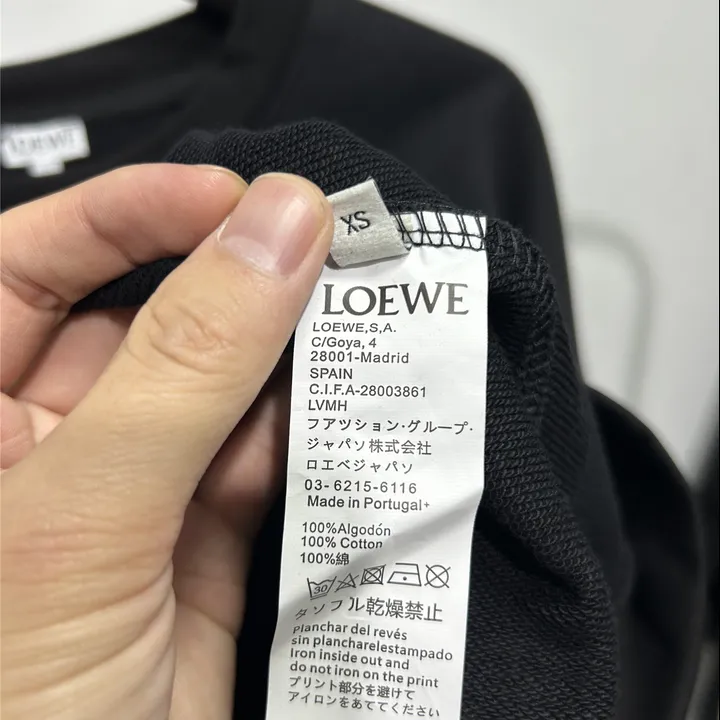 LOEWE
XS
LOEWE
LOEWE,S,A.
C/Goya, 4
28001-Madrid
SPAIN
C.I.F.A-28003861
LVMH
フアツション·グループ·
ジャパソ株式会社
ロエベジャパソ
03- 6215-6116
Made in Portugal+
100%Algodón
100% Cotton
100%綿
30
タソフル乾燥禁止
Planchar del revés
sin plancharelestampado
Iron inside out and
do not iron on the print
プリント部分を避けて
アイロンをあててください